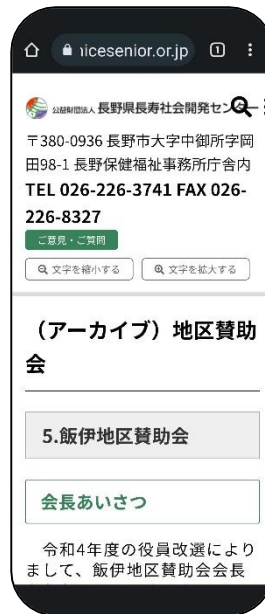 nicesenior.or.jp 1
公益財団法人 長野県長寿社会開発センター
〒380-0936 長野市大字中御所字岡
田98-1 長野保健福祉事務所庁舎内
TEL 026-226-3741 FAX 026-
226-8327
ご意見・ご質問
文字を縮小する 文字を拡大する
（アーカイブ）地区賛助
会
5.飯伊地区賛助会
会長あいさつ
令和4年度の役員改選により
まして、飯伊地区賛助会会長